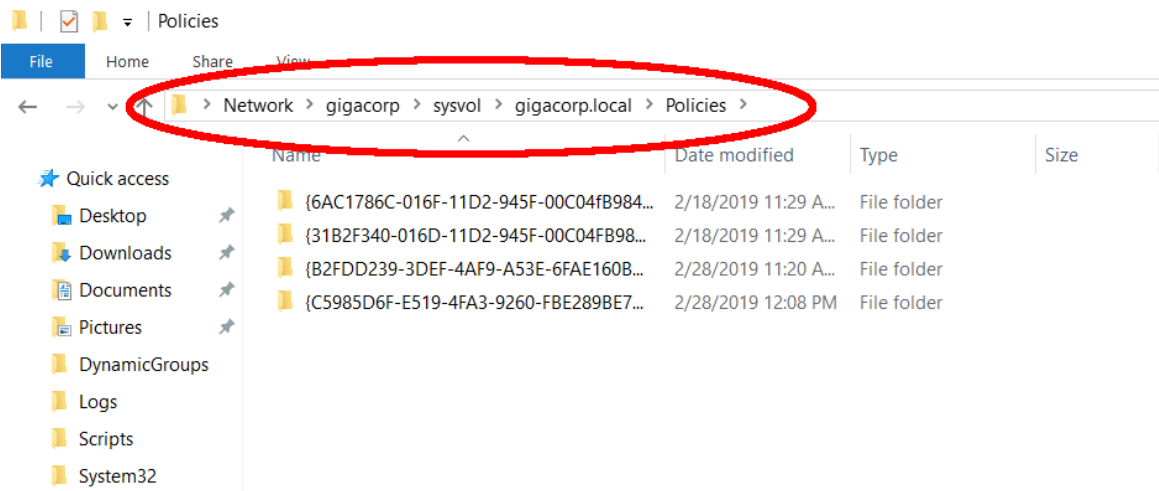 Policies
File Home Share View
Network > gigacorp > sysvol > gigacorp.local > Policies >
Name Date modified Type Size
Quick access
Desktop
Downloads
Documents
Pictures
DynamicGroups
Logs
Scripts
System32
{6AC1786C-016F-11D2-945F-00C04fB984... 2/18/2019 11:29 A... File folder
{31B2F340-016D-11D2-945F-00C04FB98... 2/18/2019 11:29 A... File folder
{B2FDD239-3DEF-4AF9-A53E-6FAE160B... 2/28/2019 11:20 A... File folder
{C5985D6F-E519-4FA3-9260-FBE289BE7... 2/28/2019 12:08 PM File folder